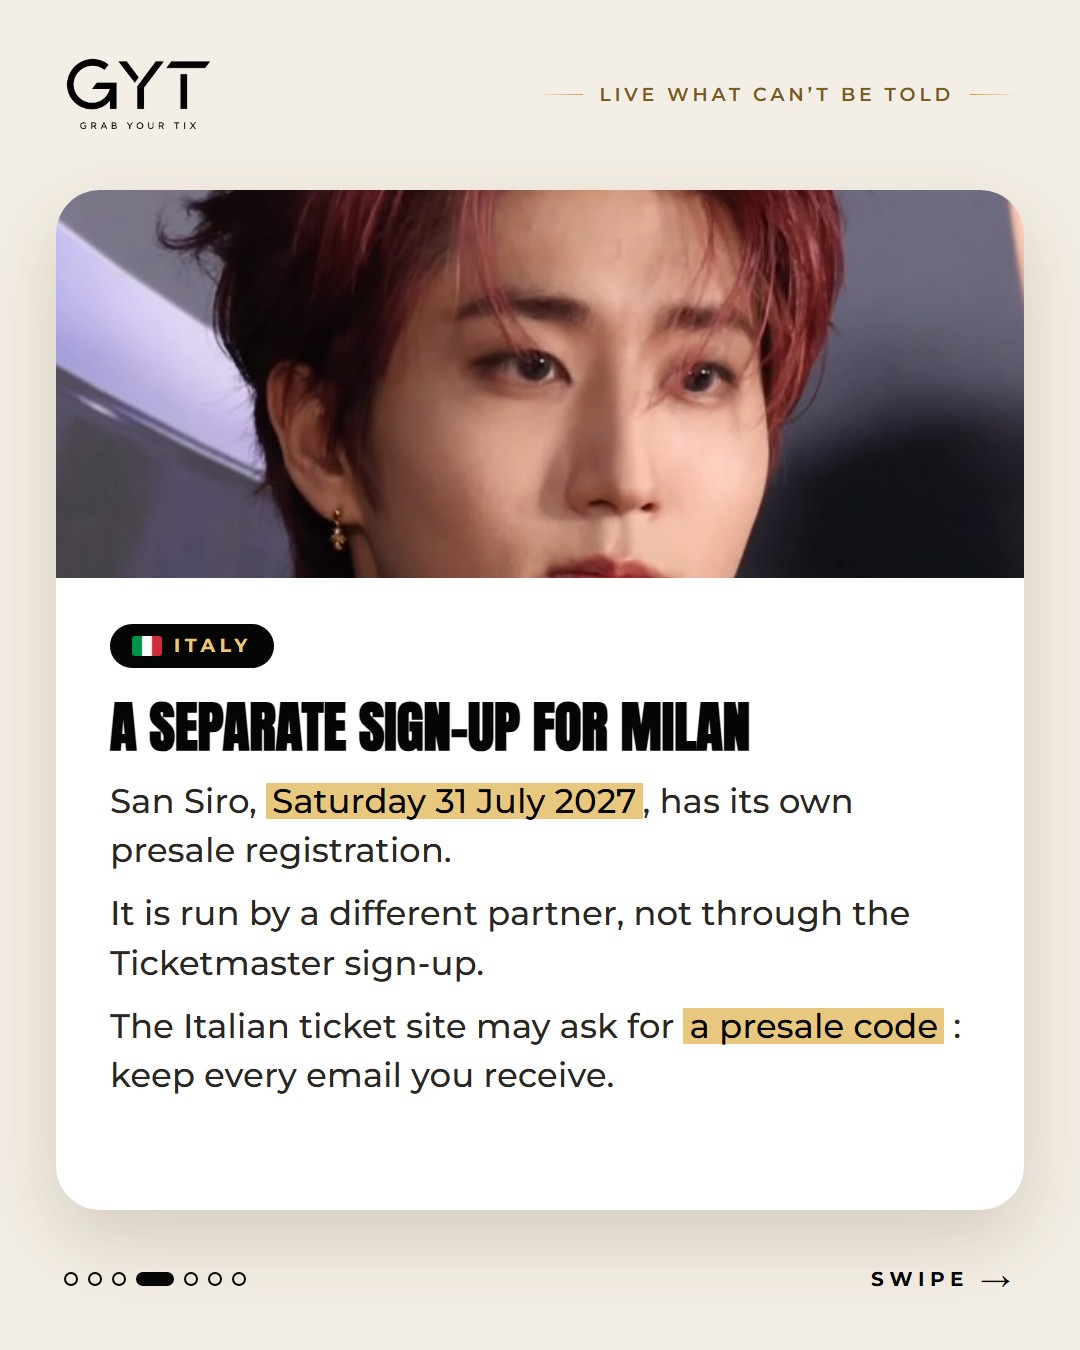 GYT
GRAB YOUR TIX
LIVE WHAT CAN’T BE TOLD
ITALY
A SEPARATE SIGN-UP FOR MILAN
San Siro, Saturday 31 July 2027, has its own
presale registration.
It is run by a different partner, not through the
Ticketmaster sign-up.
The Italian ticket site may ask for a presale code :
keep every email you receive.
SWIPE →